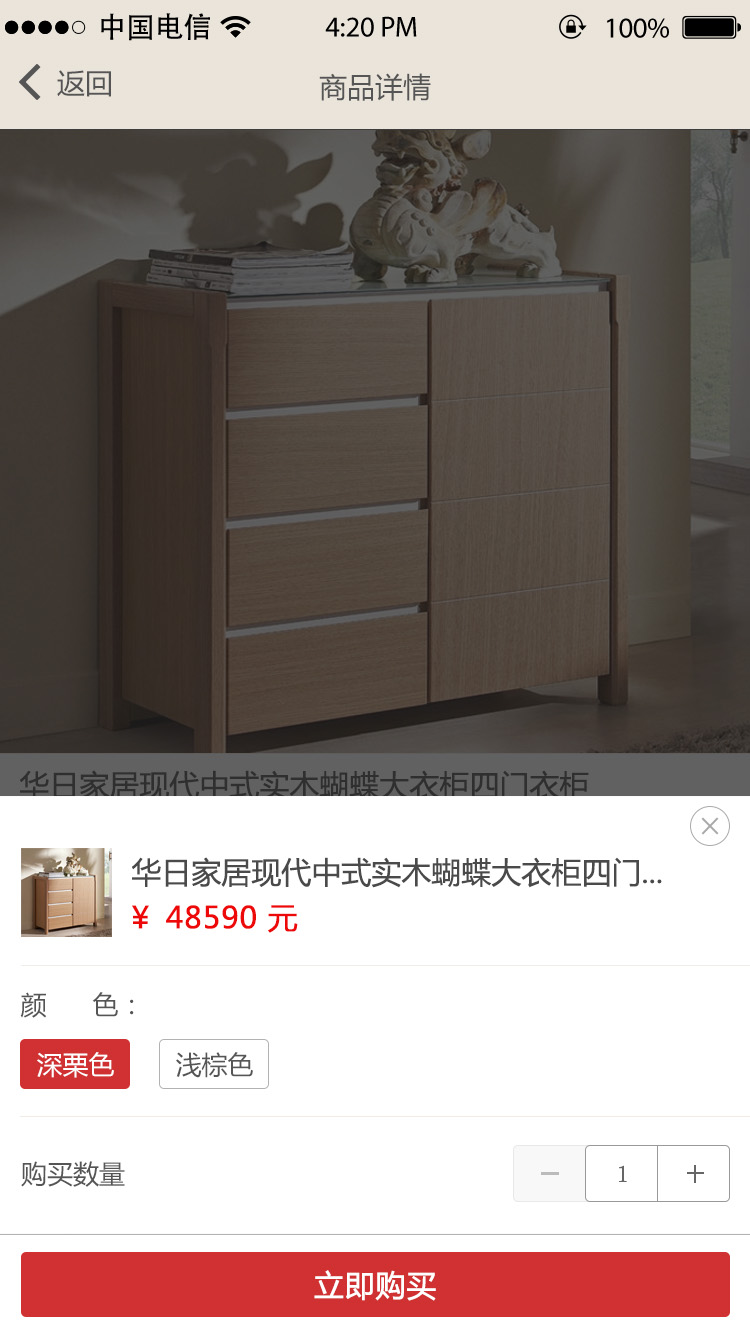 中国电信 4:20 PM 100%
返回 商品详情
华日家居现代中式实木蝴蝶大衣柜四门衣柜
华日家居现代中式实木蝴蝶大衣柜四门...
¥ 48590 元
颜 色：
深栗色 浅棕色
购买数量 1
立即购买